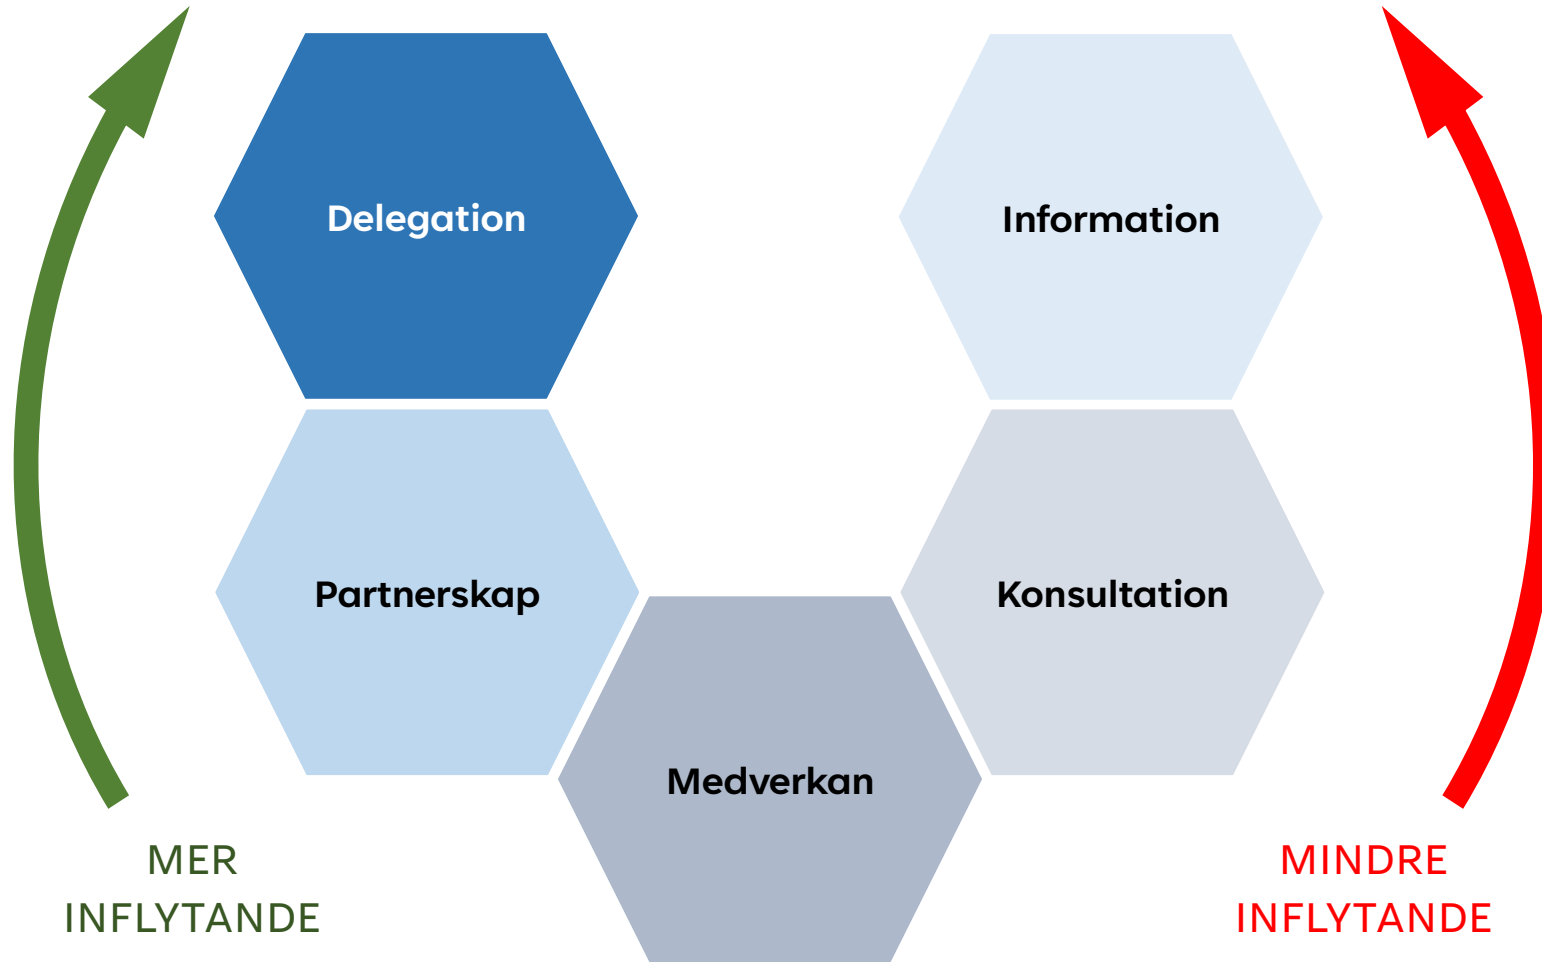 Delegation
Information
Partnerskap
Konsultation
Medverkan
MER
INFLYTANDE
MINDRE
INFLYTANDE